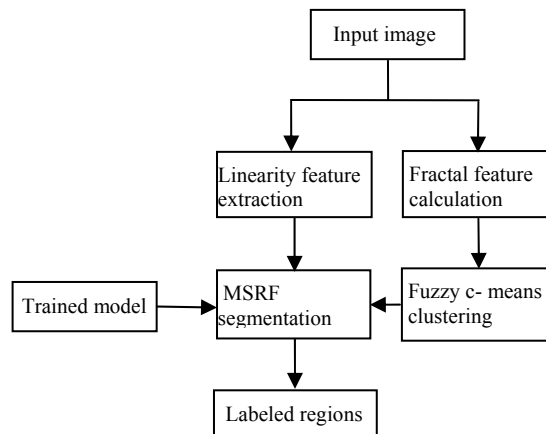 Input image
Linearity feature
extraction
Fractal feature
calculation
Trained model
MSRF
segmentation
Fuzzy c- means
clustering
Labeled regions